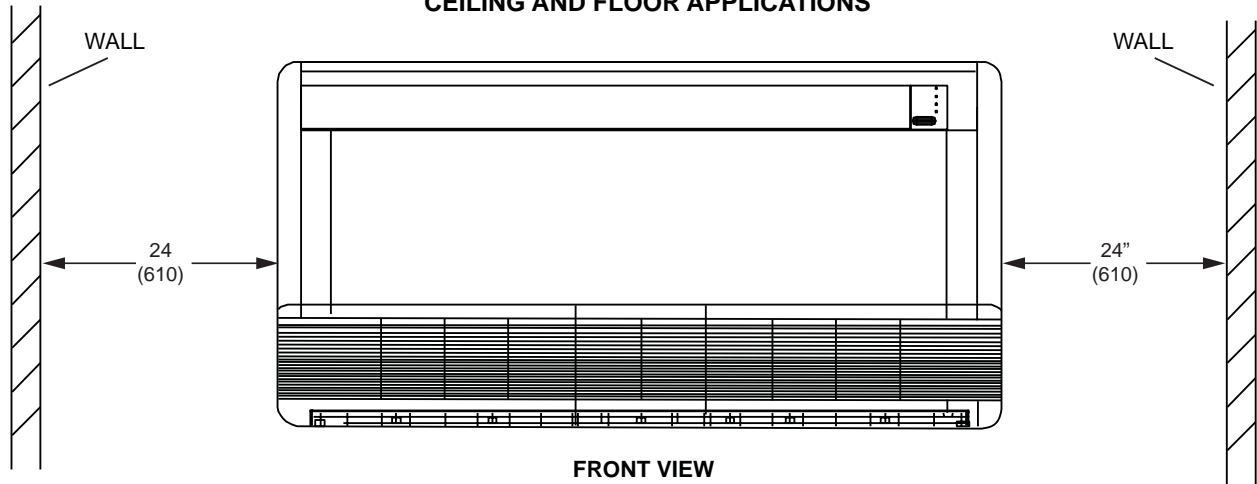 CEILING AND FLOOR APPLICATIONS
WALL
WALL
24
(610)
24”
(610)
FRONT VIEW